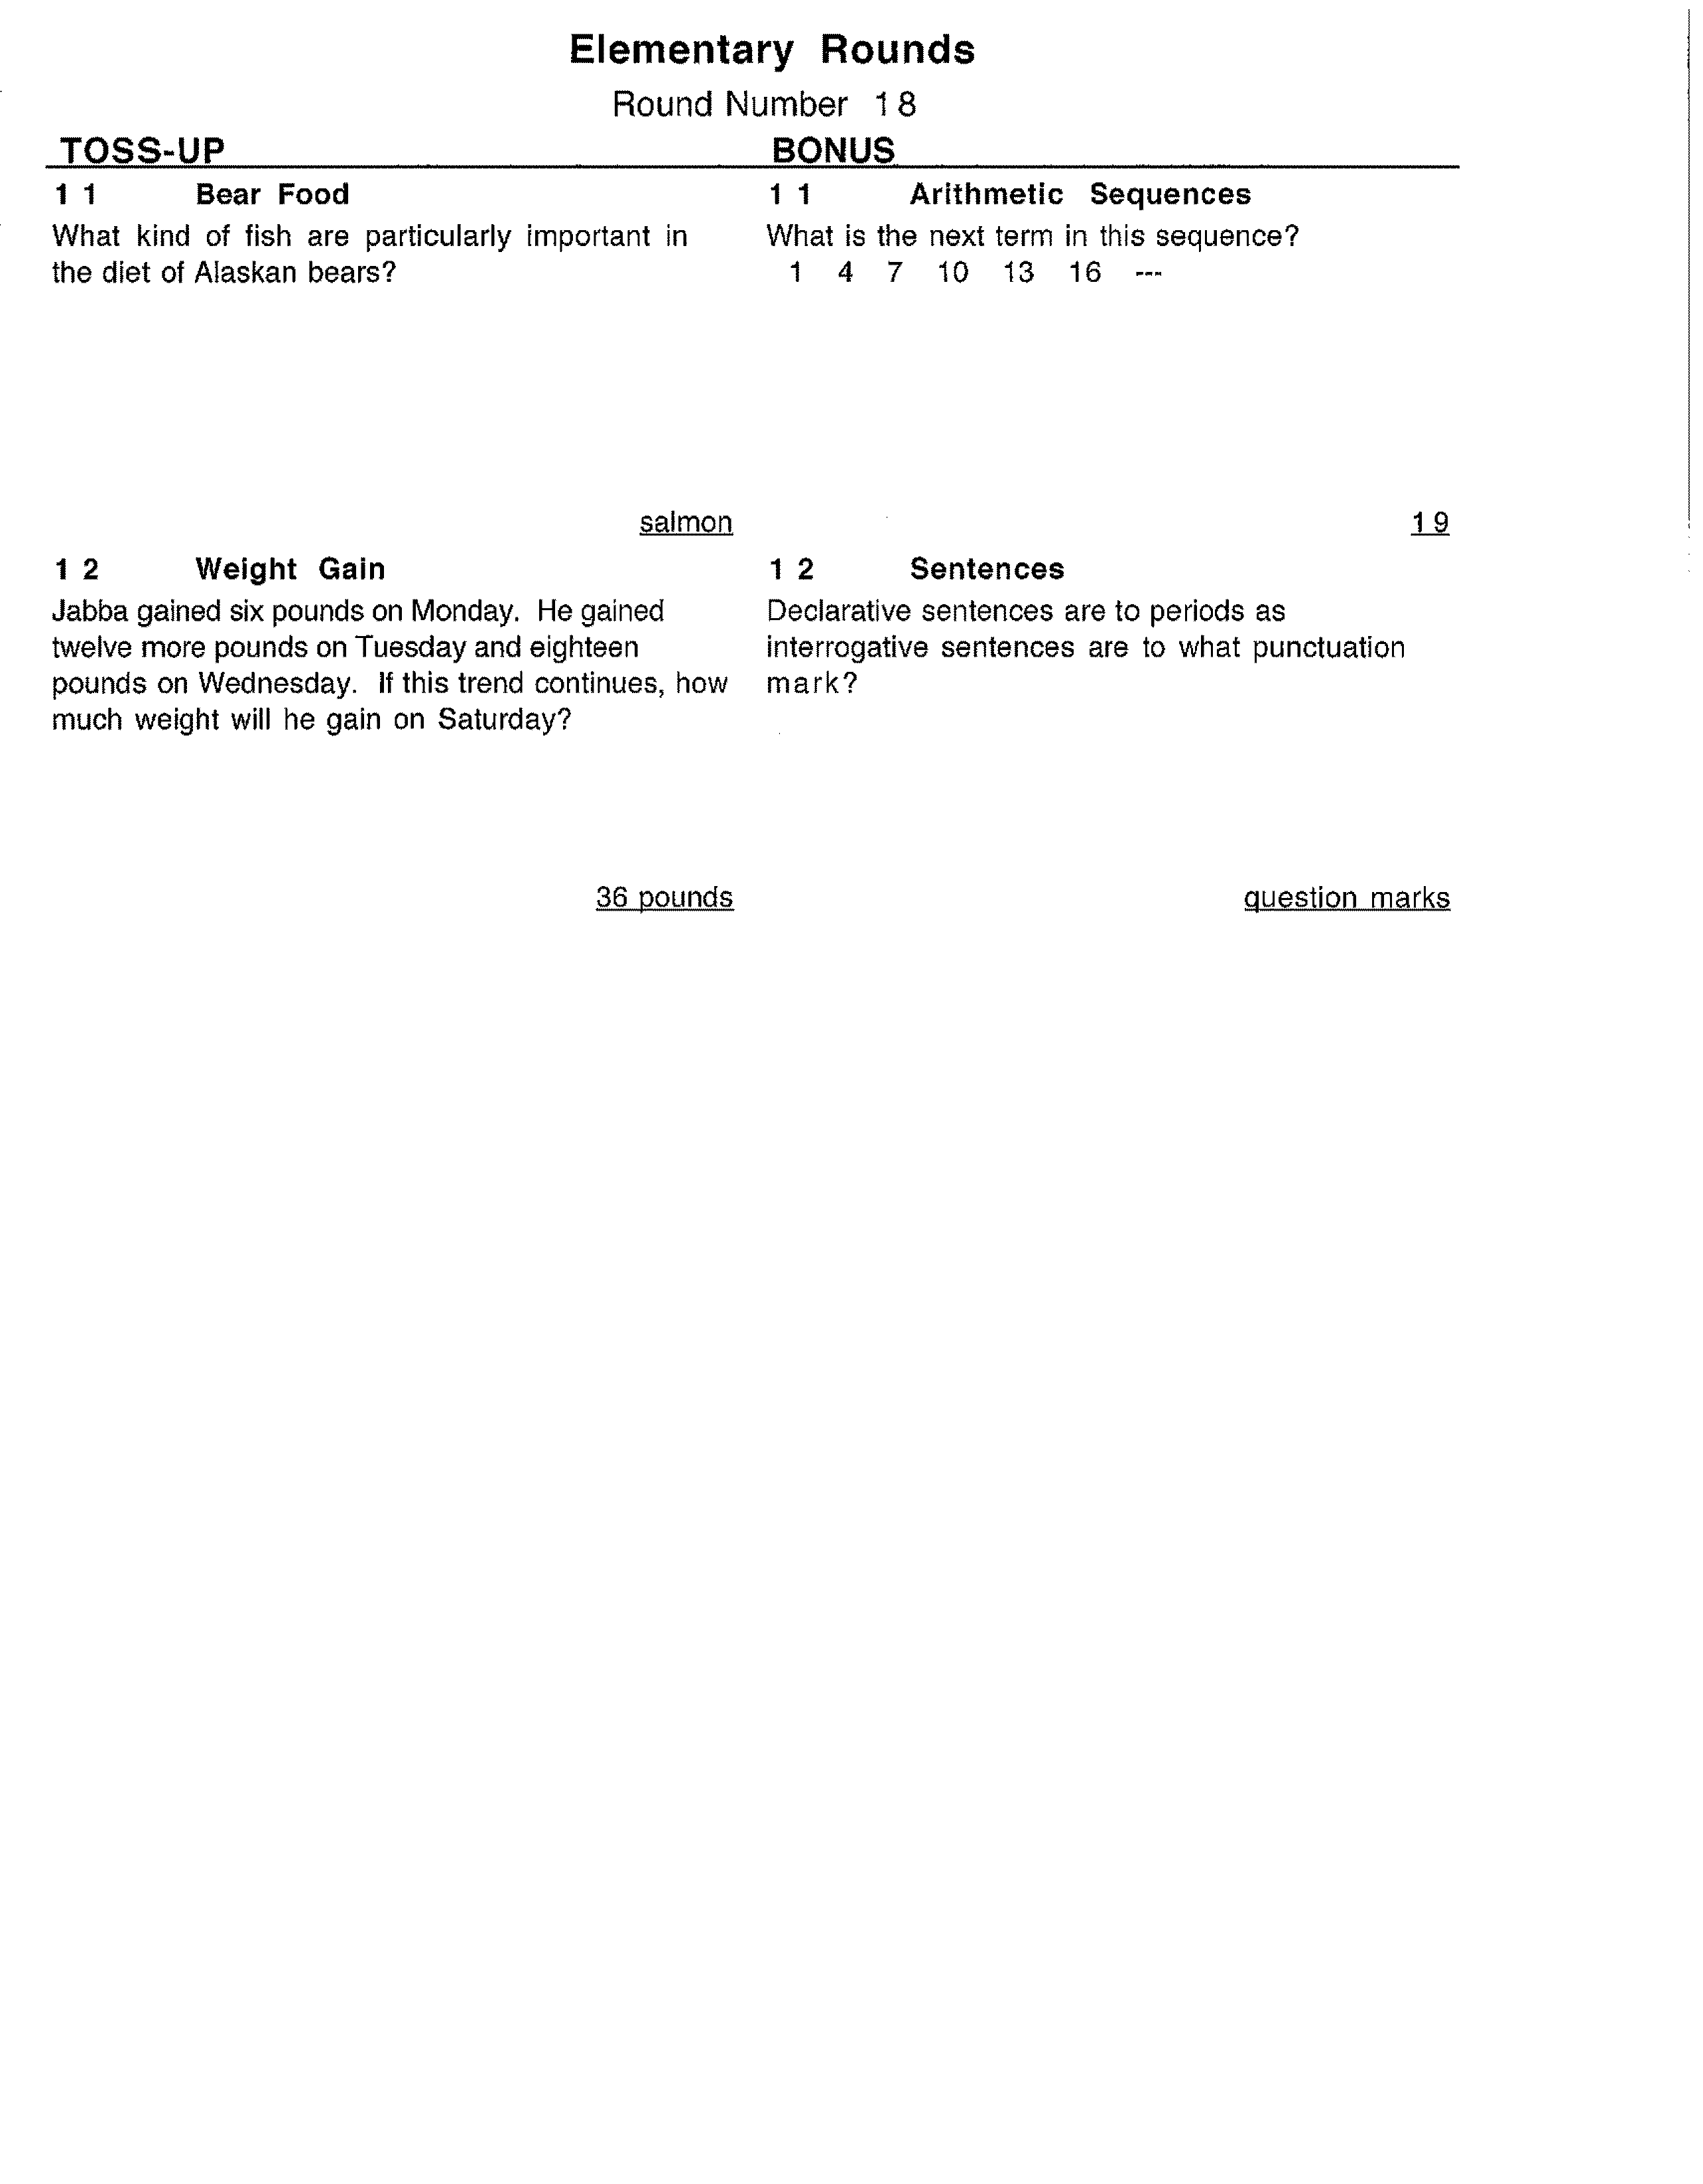 Elementary Rounds
Round Number 18
TOSS-UP
BONUS
11 Bear Food
What kind of fish are particularly important in
the diet of Alaskan bears?
salmon
11 Arithmetic Sequences
What is the next term in this sequence?
1 4 7 10 13 16 ---
19
12 Weight Gain
Jabba gained six pounds on Monday. He gained
twelve more pounds on Tuesday and eighteen
pounds on Wednesday. If this trend continues, how
much weight will he gain on Saturday?
36 pounds
12 Sentences
Declarative sentences are to periods as
interrogative sentences are to what punctuation
mark?
question marks